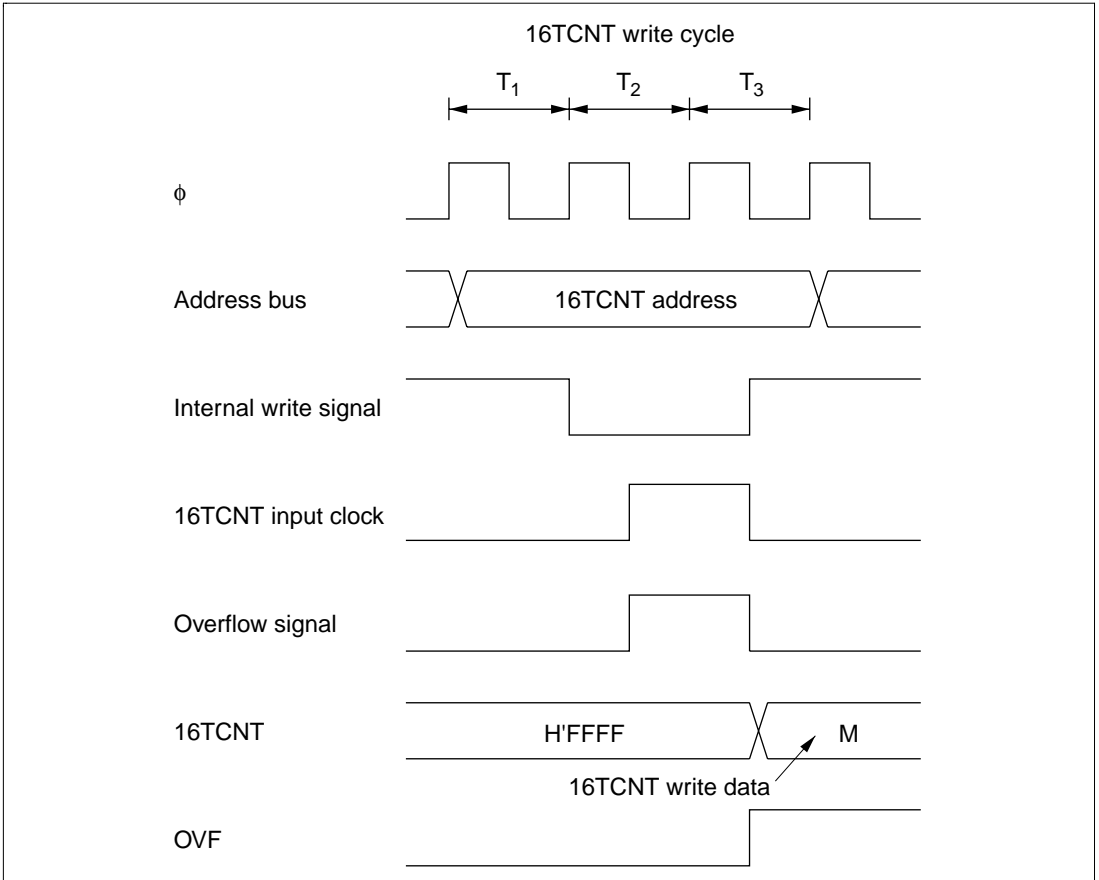 16TCNT write cycle
T1 T2 T3
φ
Address bus
16TCNT address
Internal write signal
16TCNT input clock
Overflow signal
16TCNT
H'FFFF
M
16TCNT write data
OVF